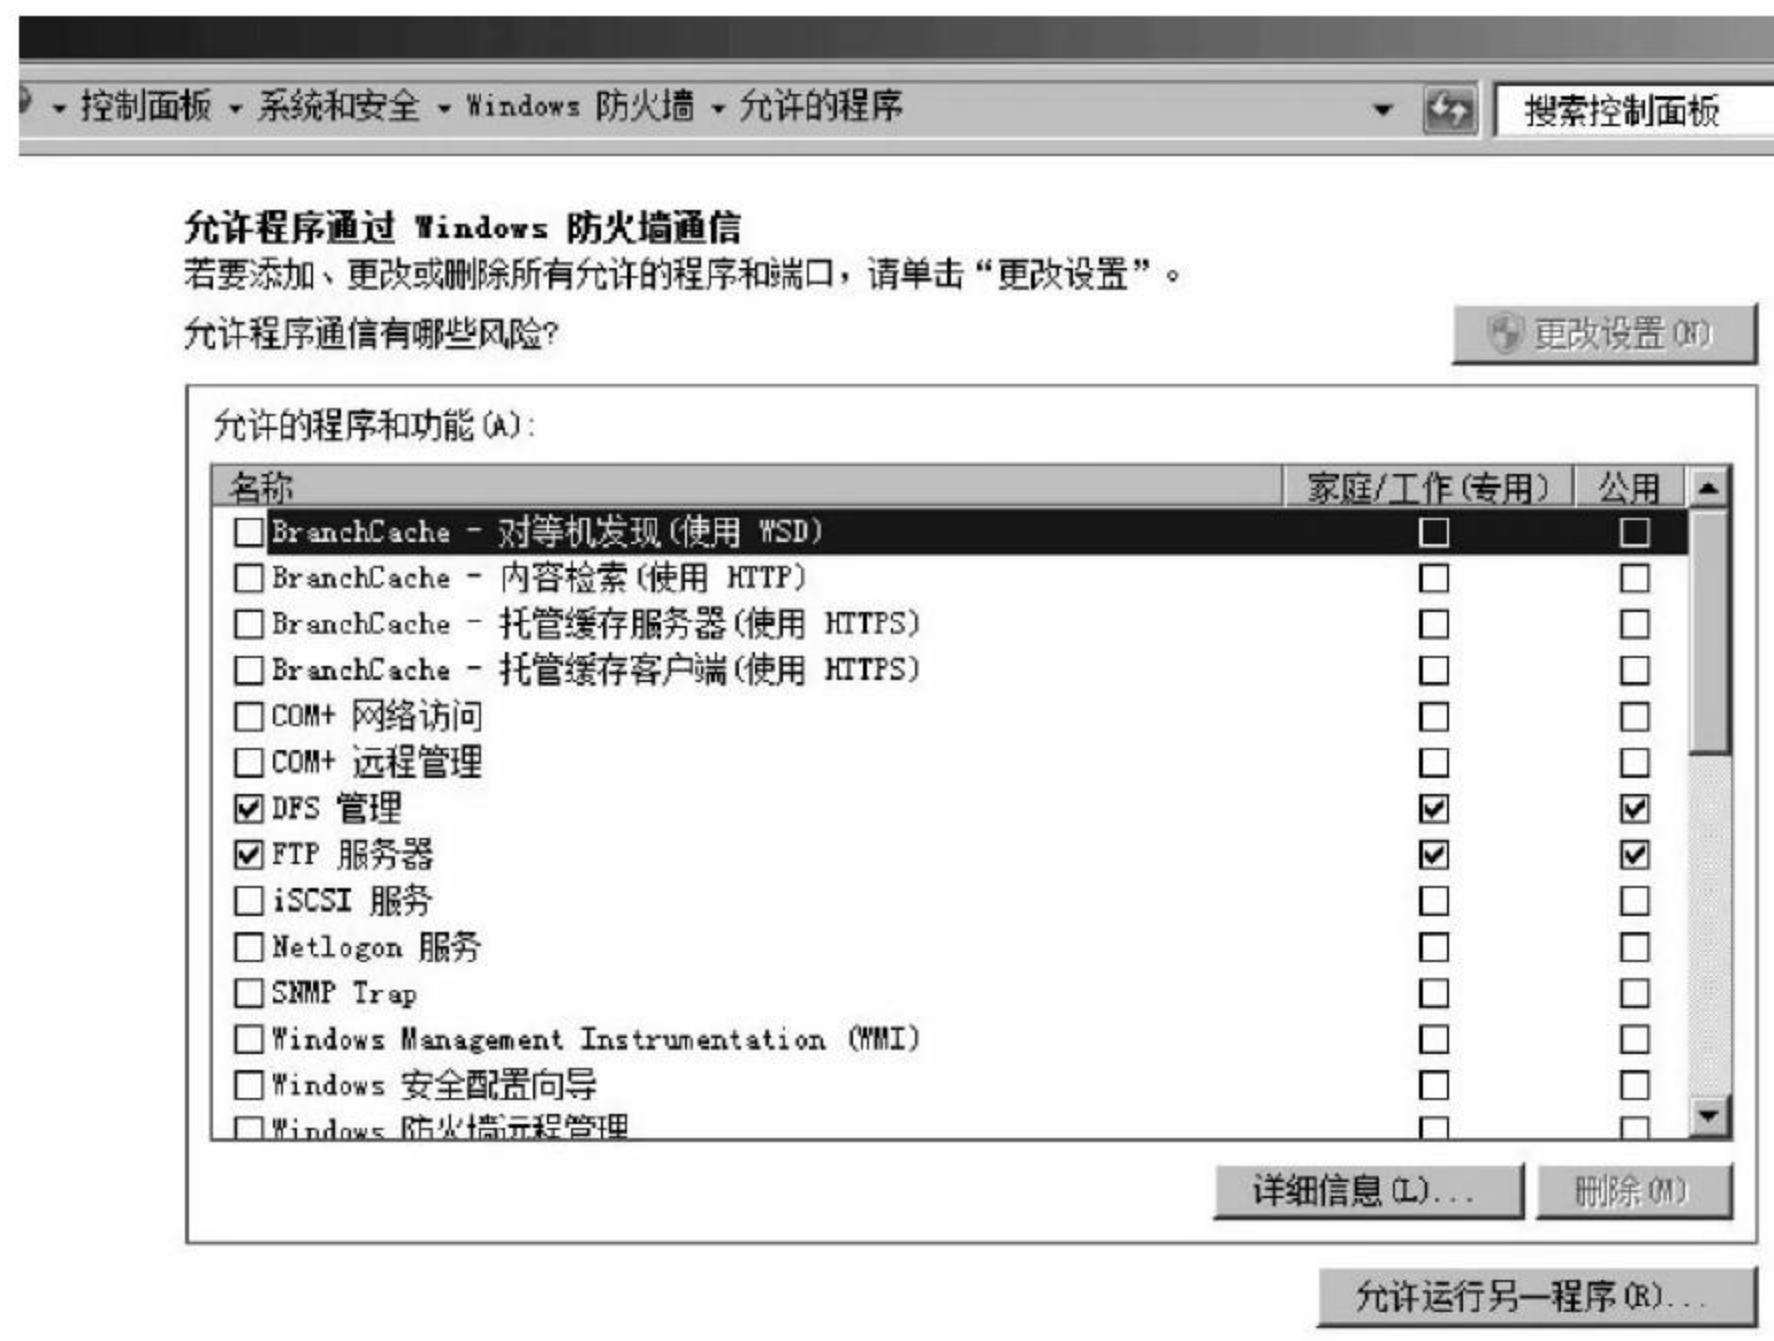 控制面板 系统和安全 Windows 防火墙 允许的程序 搜索控制面板
允许程序通过 Windows 防火墙通信
若要添加、更改或删除所有允许的程序和端口，请单击“更改设置”。
允许程序通信有哪些风险?
更改设置(N)
允许的程序和功能(A):
名称 家庭/工作(专用) 公用
BranchCache - 对等机发现(使用 WSD)
BranchCache - 内容检索(使用 HTTP)
BranchCache - 托管缓存服务器(使用 HTTPS)
BranchCache - 托管缓存客户端(使用 HTTPS)
COM+ 网络访问
COM+ 远程管理
DFS 管理
FTP 服务器
iSCSI 服务
Netlogon 服务
SNMP Trap
Windows Management Instrumentation (WMI)
Windows 安全配置向导
Windows 防火墙远程管理
详细信息(L)... 删除(M)
允许运行另一程序(R)...